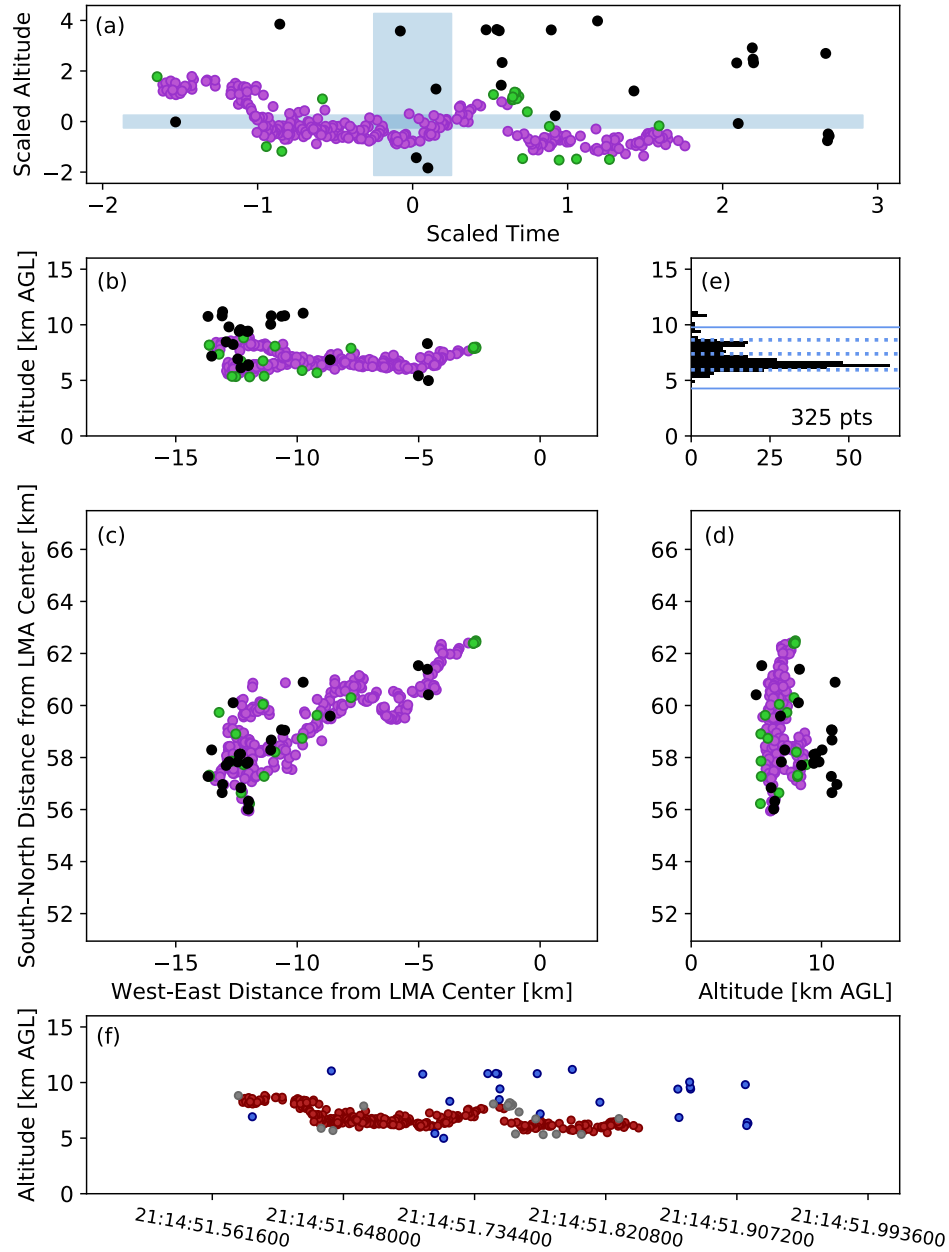 (a)
Scaled Altitude
4
2
0
−2
−2 −1 0 1 2 3
Scaled Time
(b)
Altitude [km AGL]
15
10
5
0
−15 −10 −5 0
(e)
15
10
5
0
325 pts
0 25 50
(c)
South-North Distance from LMA Center [km]
66
64
62
60
58
56
54
52
−15 −10 −5 0
West-East Distance from LMA Center [km]
(d)
66
64
62
60
58
56
54
52
0 10
Altitude [km AGL]
(f)
Altitude [km AGL]
15
10
5
0
21:14:51.561600
21:14:51.648000
21:14:51.734400
21:14:51.820800
21:14:51.907200
21:14:51.993600